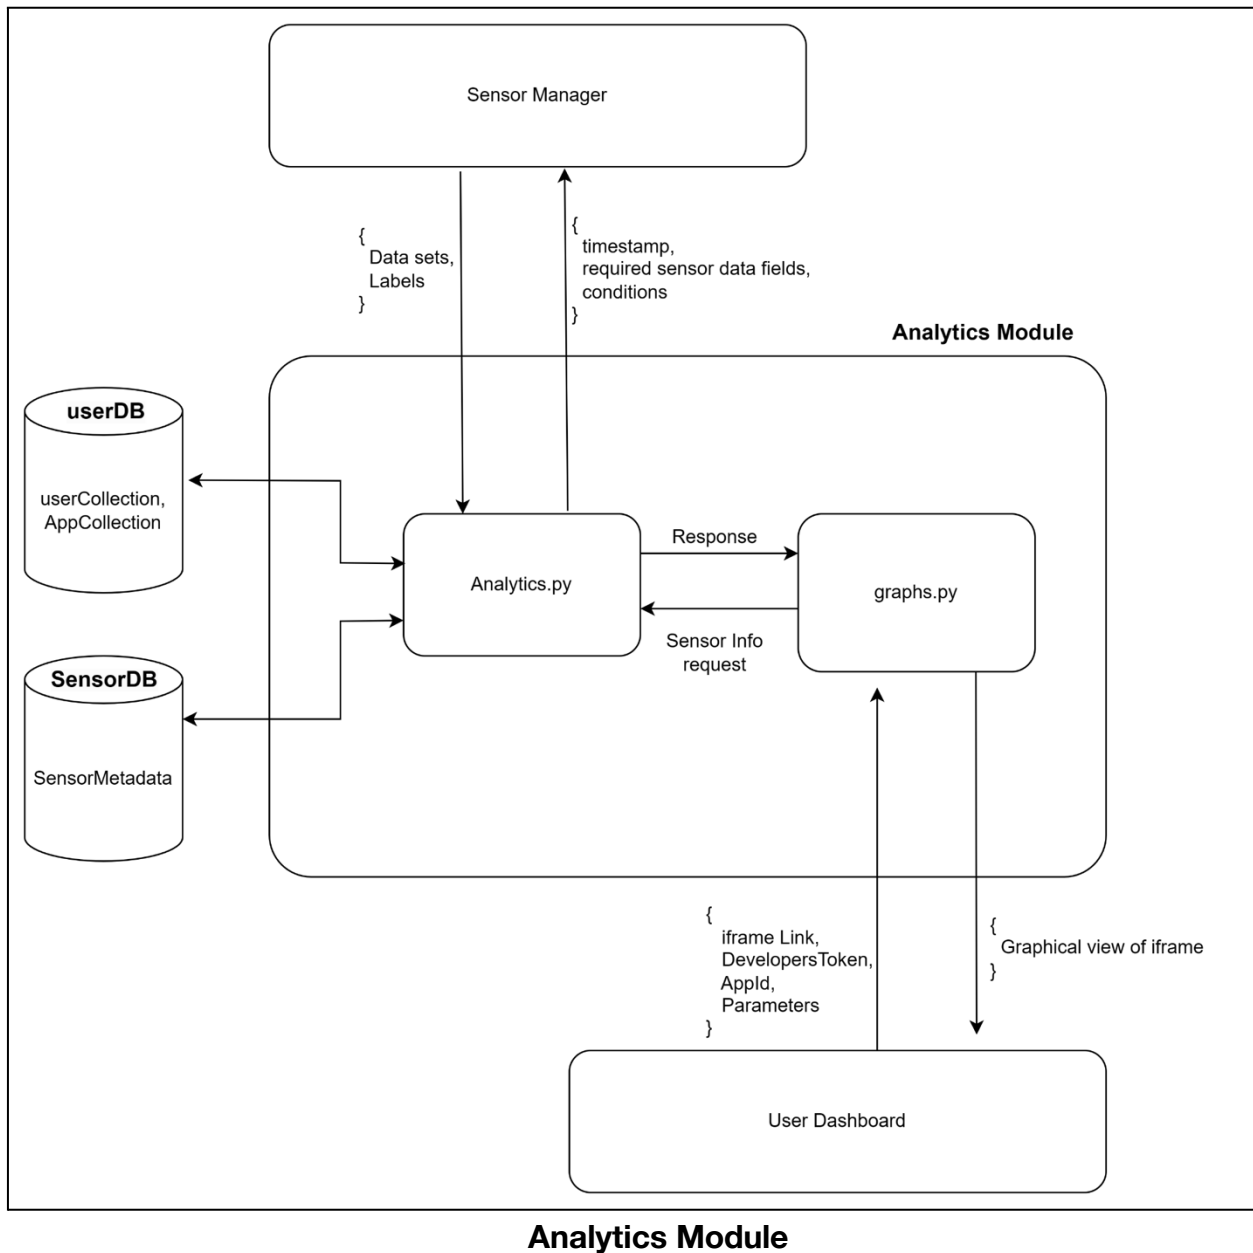 Sensor Manager
{
Data sets,
Labels
}
{
timestamp,
required sensor data fields,
conditions
}
Analytics Module
userDB
userCollection,
AppCollection
SensorDB
SensorMetadata
Analytics.py
Response
Sensor Info
request
graphs.py
{
iframe Link,
DevelopersToken,
AppId,
Parameters
}
{
Graphical view of iframe
}
User Dashboard
Analytics Module